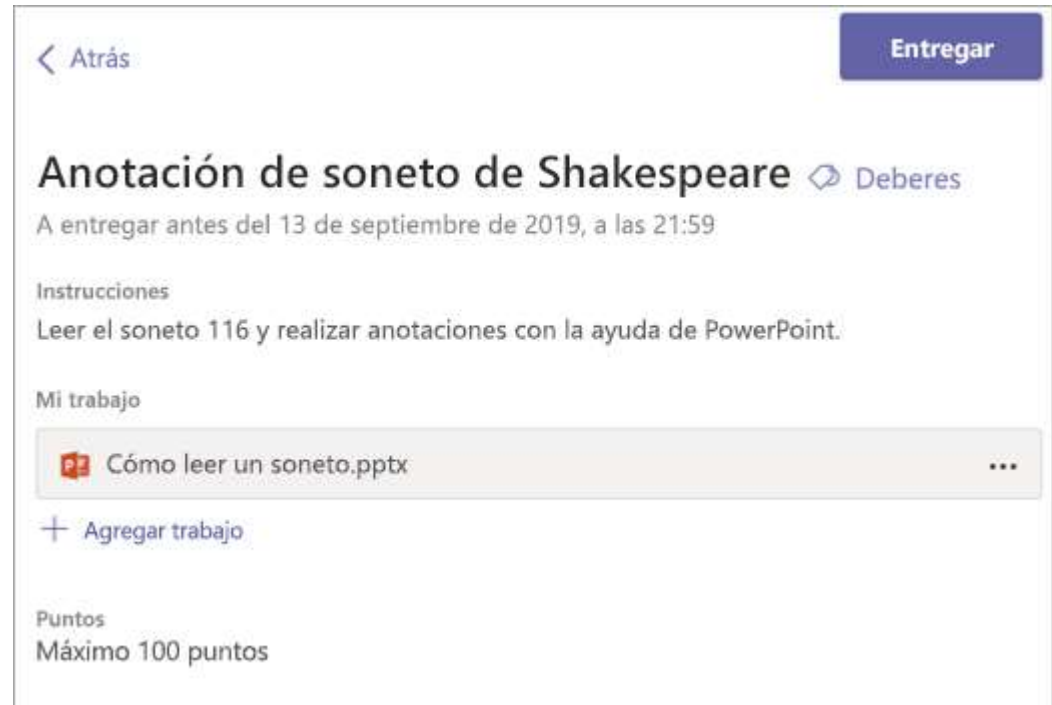 Atrás
Entregar
Anotación de soneto de Shakespeare Deberes
A entregar antes del 13 de septiembre de 2019, a las 21:59
Instrucciones
Leer el soneto 116 y realizar anotaciones con la ayuda de PowerPoint.
Mi trabajo
Cómo leer un soneto.pptx
Agregar trabajo
Puntos
Máximo 100 puntos